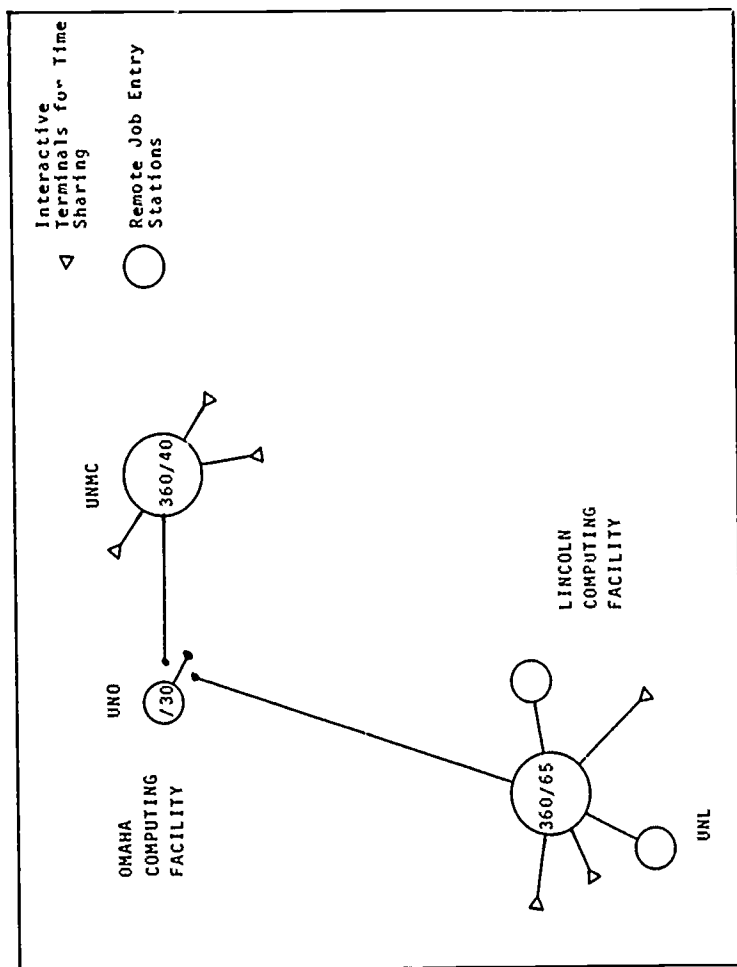 Interactive
Terminals for Time
Sharing
Remote Job Entry
Stations
UNMC
360/40
UNO
/30
OMAHA
COMPUTING
FACILITY
LINCOLN
COMPUTING
FACILITY
360/65
UNL